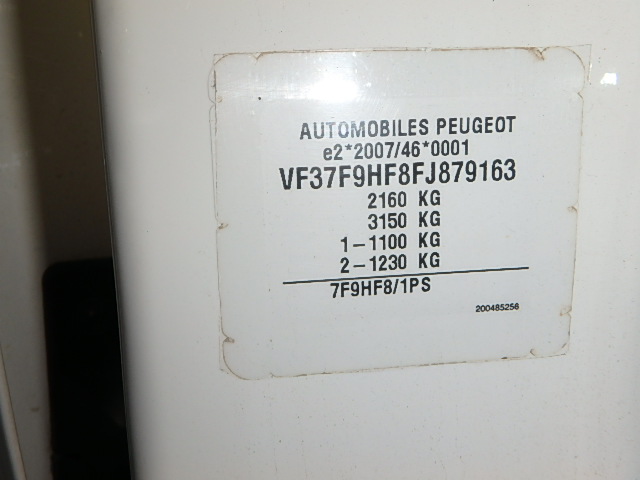 AUTOMOBILES PEUGEOT
e2*2007/46*0001
VF37F9HF8FJ879163
2160 KG
3150 KG
1-1100 KG
2-1230 KG
7F9HF8/1PS
200485256